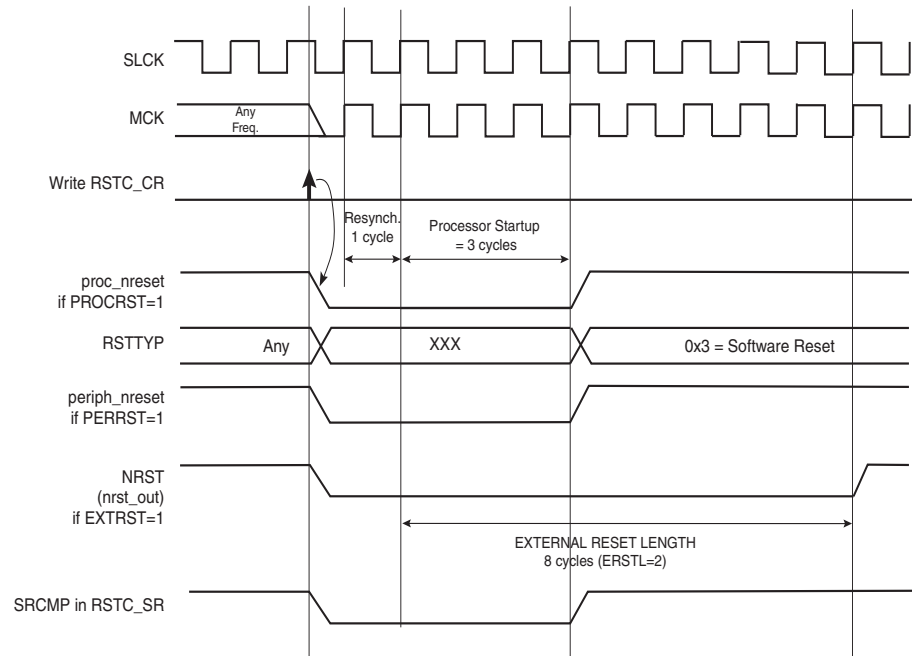 SLCK
MCK
Any
Freq.
Write RSTC_CR
Resynch.
1 cycle
Processor Startup
= 3 cycles
proc_nreset
if PROCRST=1
RSTTYP
Any
XXX
0x3 = Software Reset
periph_nreset
if PERRST=1
NRST
(nrst_out)
if EXTRST=1
EXTERNAL RESET LENGTH
8 cycles (ERSTL=2)
SRCMP in RSTC_SR